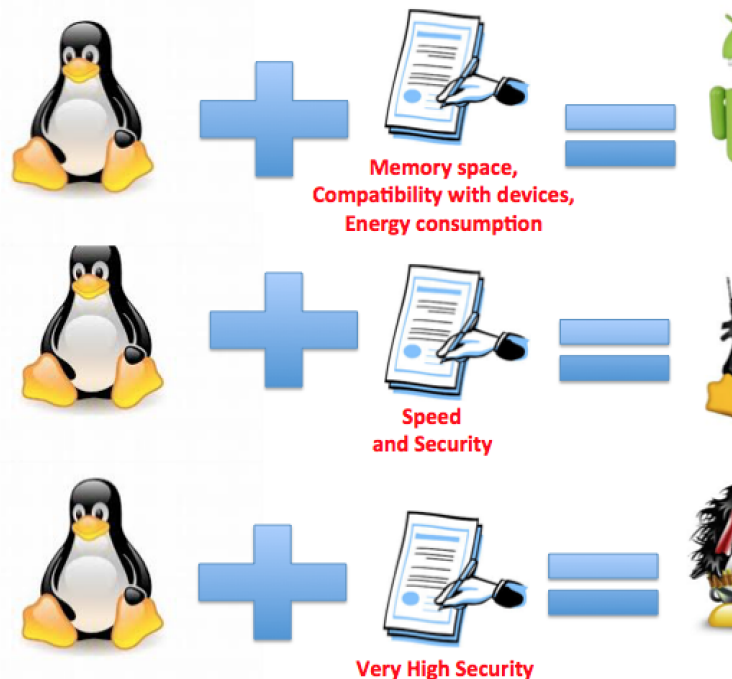 Memory space,
Compatibility with devices,
Energy consumption
Speed
and Security
Very High Security